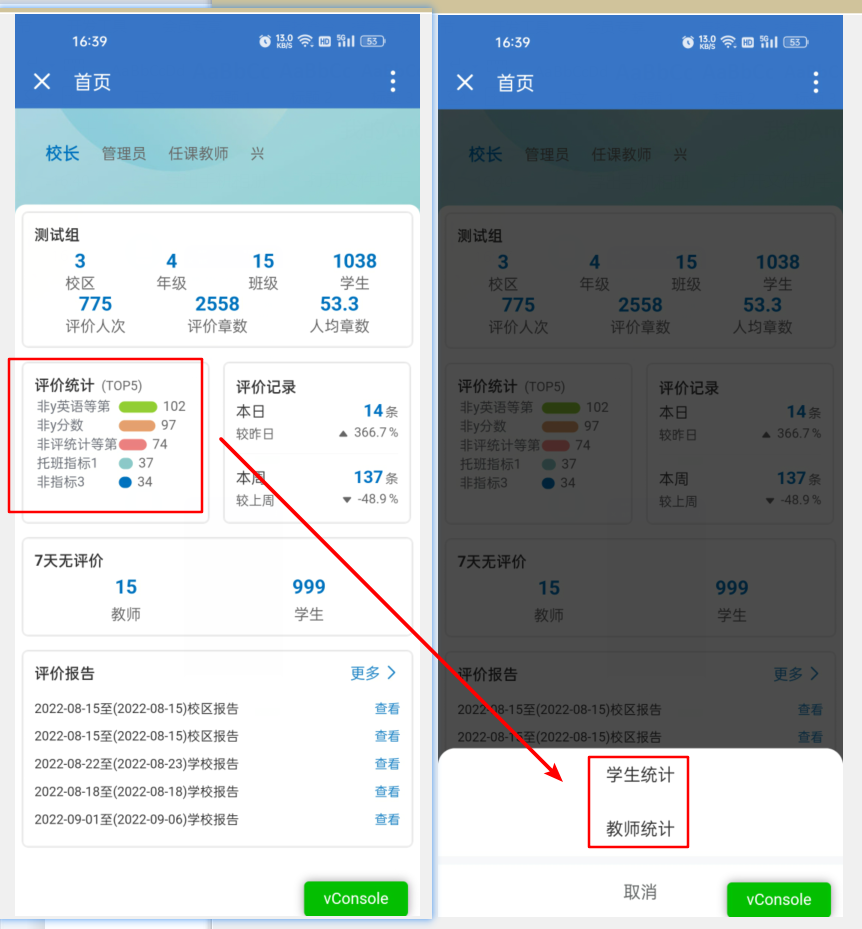 16:39 13.0 KB/S HD 5G 53
首页
校长 管理员 任课教师 兴
测试组
3 4 15 1038
校区 年级 班级 学生
775 2558 53.3
评价人次 评价章数 人均章数
评价统计 (TOP5)
非y英语等第 102
非y分数 97
非评统计等第 74
托班指标1 37
非指标3 34
评价记录
本日 14条
较昨日 ▲ 366.7%
本周 137条
较上周 ▼ -48.9%
7天无评价
15 999
教师 学生
评价报告 更多
2022-08-15至(2022-08-15)校区报告 查看
2022-08-15至(2022-08-15)校区报告 查看
2022-08-22至(2022-08-23)学校报告 查看
2022-08-18至(2022-08-18)学校报告 查看
2022-09-01至(2022-09-06)学校报告 查看
vConsole
16:39 13.0 KB/S HD 5G 53
首页
校长 管理员 任课教师 兴
测试组
3 4 15 1038
校区 年级 班级 学生
775 2558 53.3
评价人次 评价章数 人均章数
评价统计 (TOP5)
非y英语等第 102
非y分数 97
非评统计等第 74
托班指标1 37
非指标3 34
评价记录
本日 14条
较昨日 ▲ 366.7%
本周 137条
较上周 ▼ -48.9%
7天无评价
15 999
教师 学生
评价报告 更多
2022-08-15至(2022-08-15)校区报告 查看
2022-08-15至(2022-08-15)校区报告 查看
学生统计
教师统计
取消
vConsole